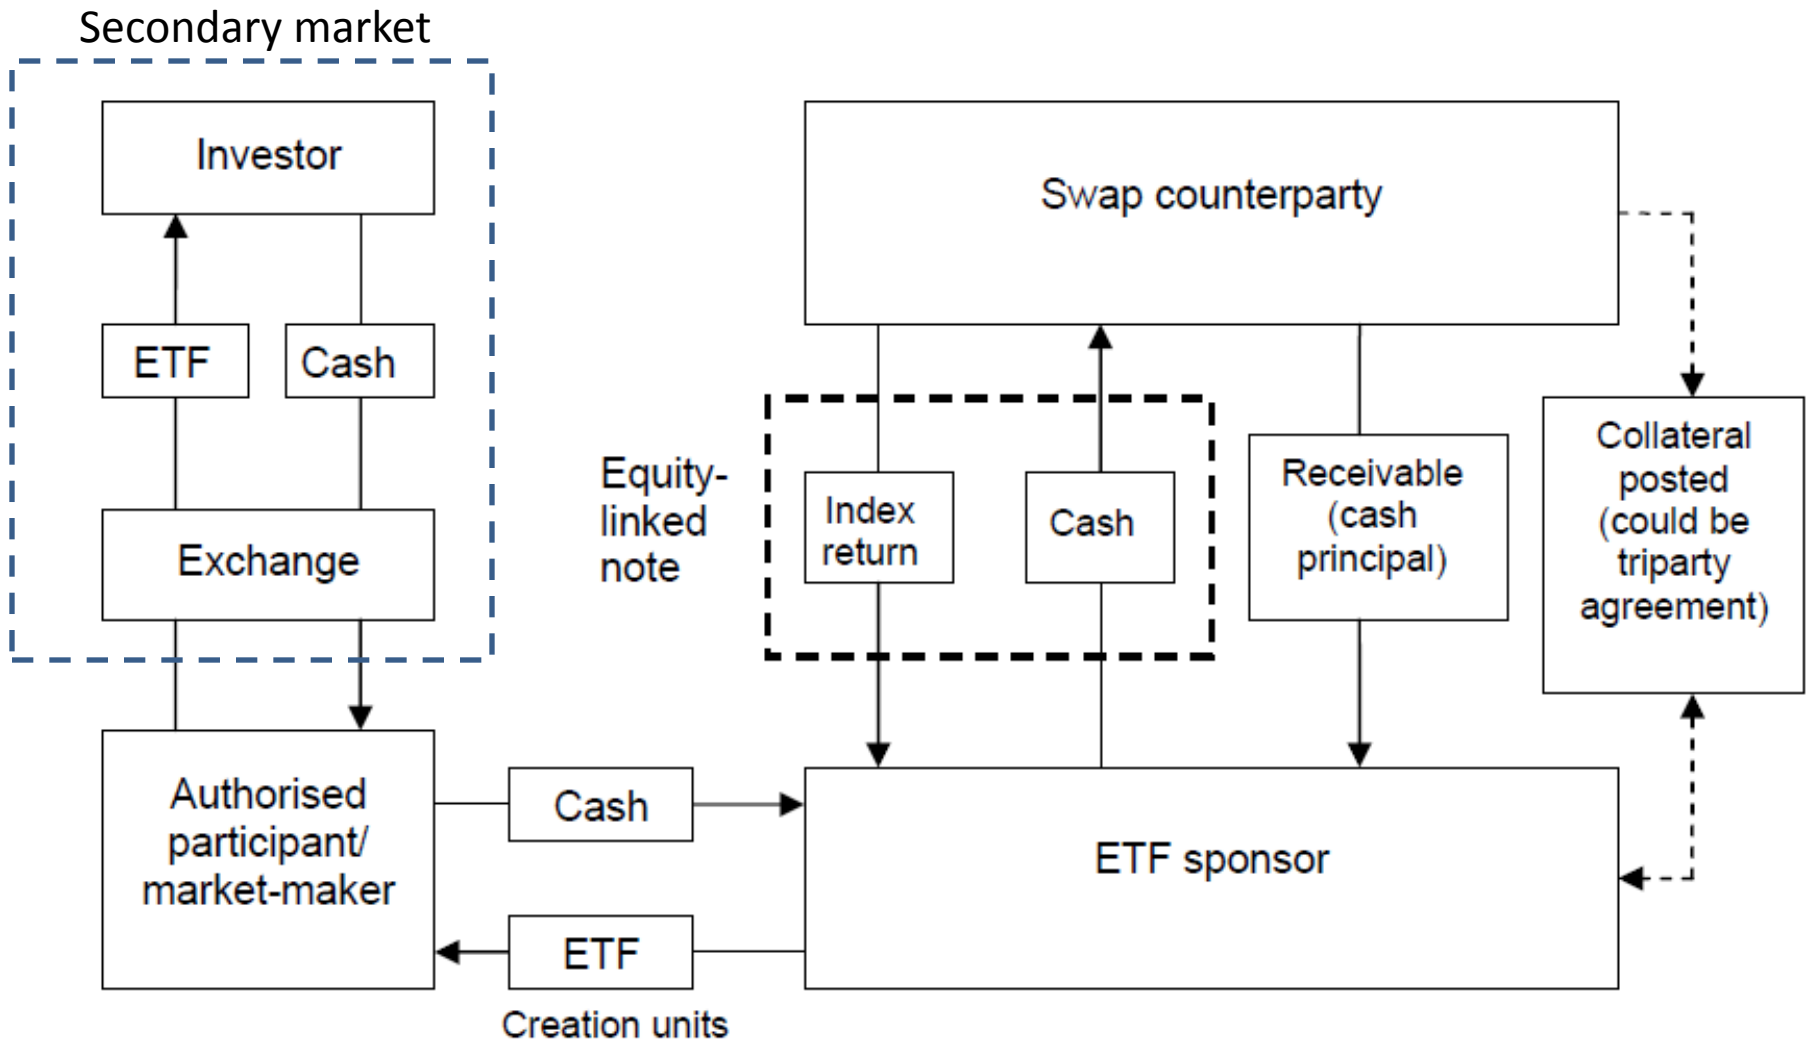 Secondary market
Investor
ETF
Cash
Exchange
Authorised
participant/
market-maker
Cash
ETF
Creation units
Swap counterparty
Equity-
linked
note
Index
return
Cash
Receivable
(cash
principal)
Collateral
posted
(could be
triparty
agreement)
ETF sponsor